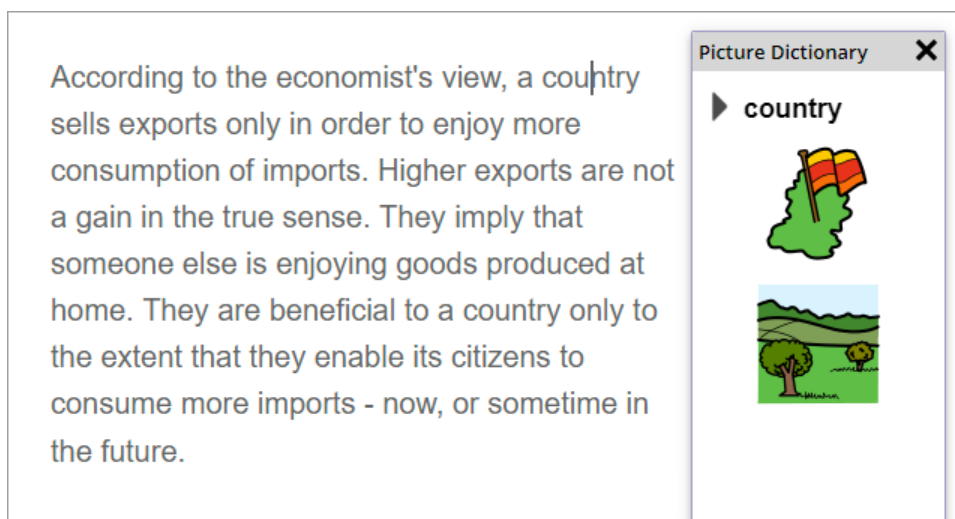 According to the economist's view, a country
sells exports only in order to enjoy more
consumption of imports. Higher exports are not
a gain in the true sense. They imply that
someone else is enjoying goods produced at
home. They are beneficial to a country only to
the extent that they enable its citizens to
consume more imports - now, or sometime in
the future.
Picture Dictionary
country